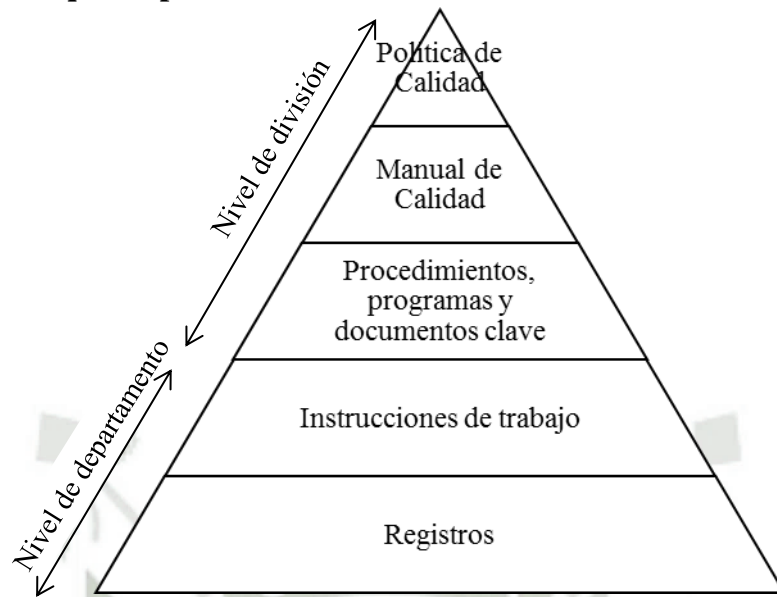 Política de
Calidad
Manual de
Calidad
Procedimientos,
programas y
documentos clave
Instrucciones de trabajo
Registros
Nivel de división
Nivel de departamento